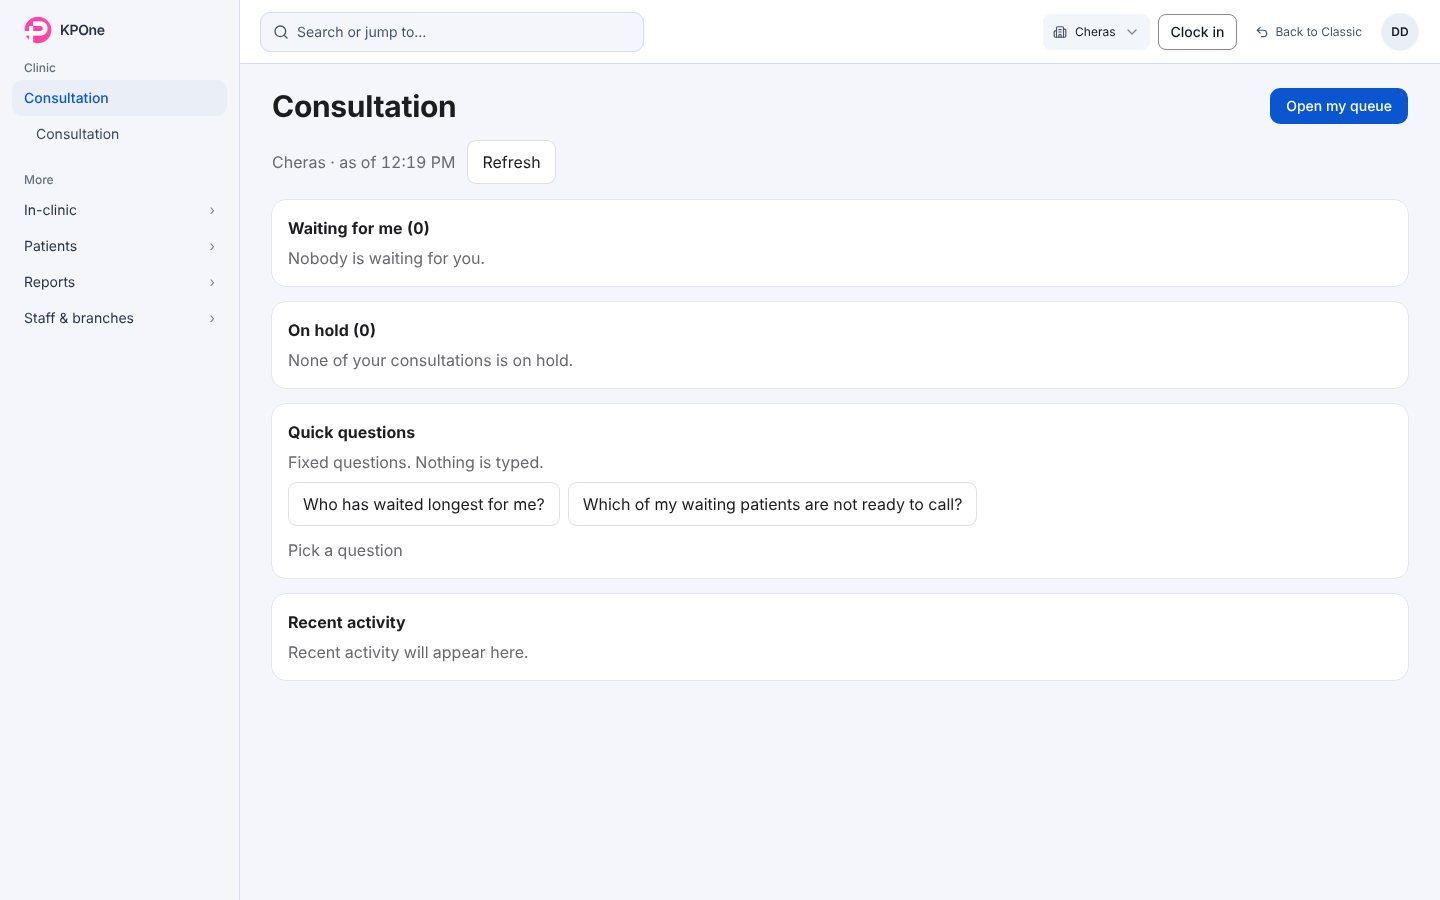 KPOne
Clinic
Consultation
Consultation
More
In-clinic
Patients
Reports
Staff & branches
Search or jump to...
Cheras
Clock in
Back to Classic
DD
Consultation
Open my queue
Cheras · as of 12:19 PM
Refresh
Waiting for me (0)
Nobody is waiting for you.
On hold (0)
None of your consultations is on hold.
Quick questions
Fixed questions. Nothing is typed.
Who has waited longest for me?
Which of my waiting patients are not ready to call?
Pick a question
Recent activity
Recent activity will appear here.